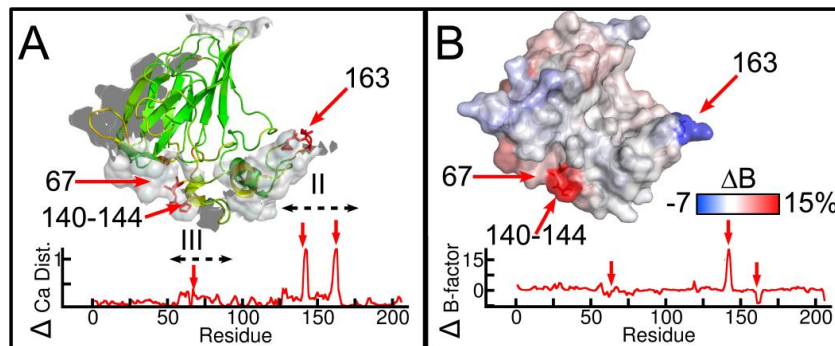 A
163
67
140-144
II
III
Δ Ca Dist.
1
0 50 100 150 200
Residue
B
163
67
140-144
ΔB
-7 15%
Δ B-factor
15
0
0 50 100 150 200
Residue